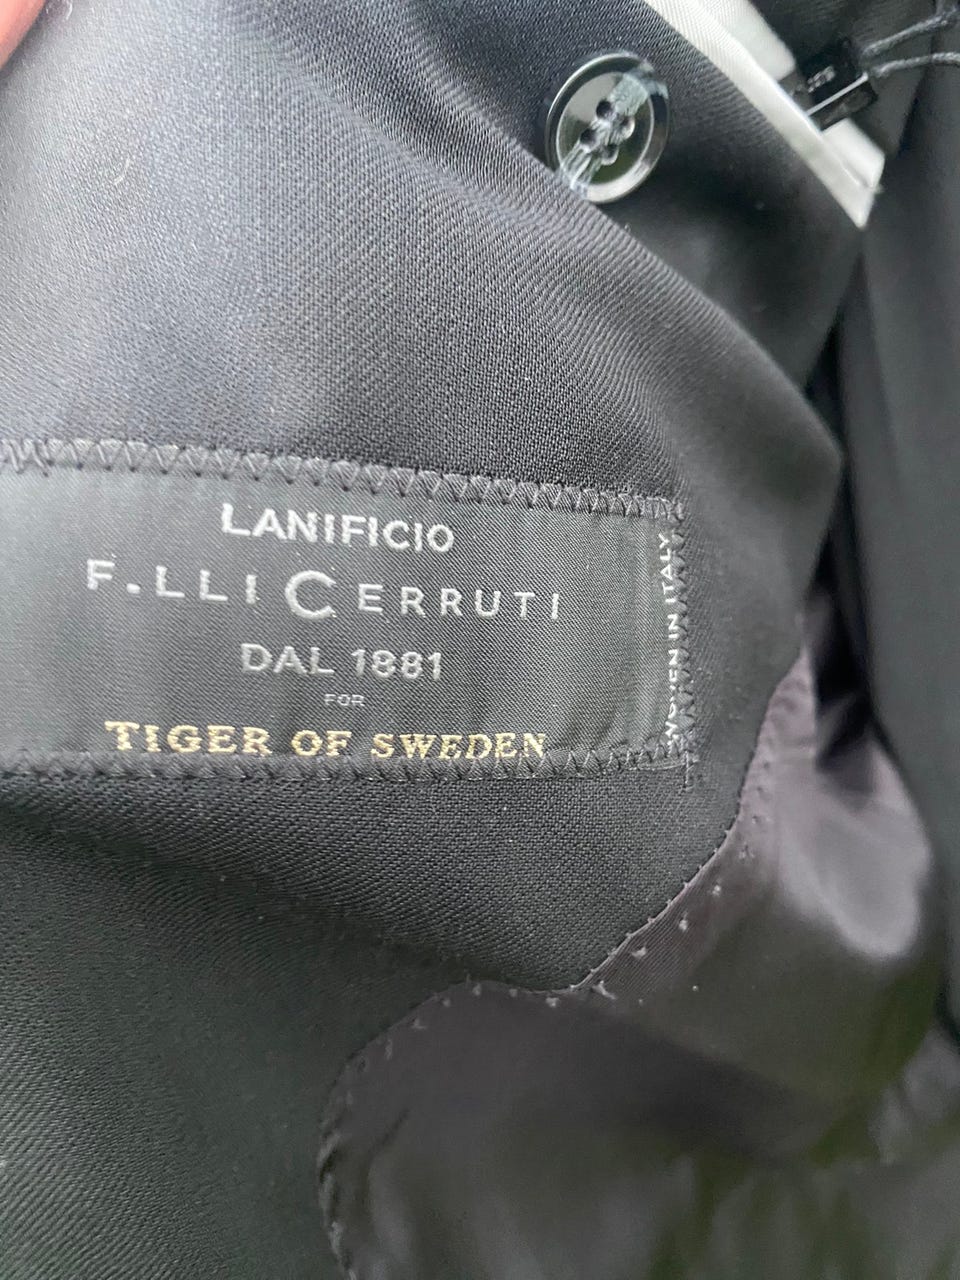 LANIFICIO
F.LLI CERRUTI
DAL 1881
FOR
TIGER OF SWEDEN
WOVEN IN ITALY